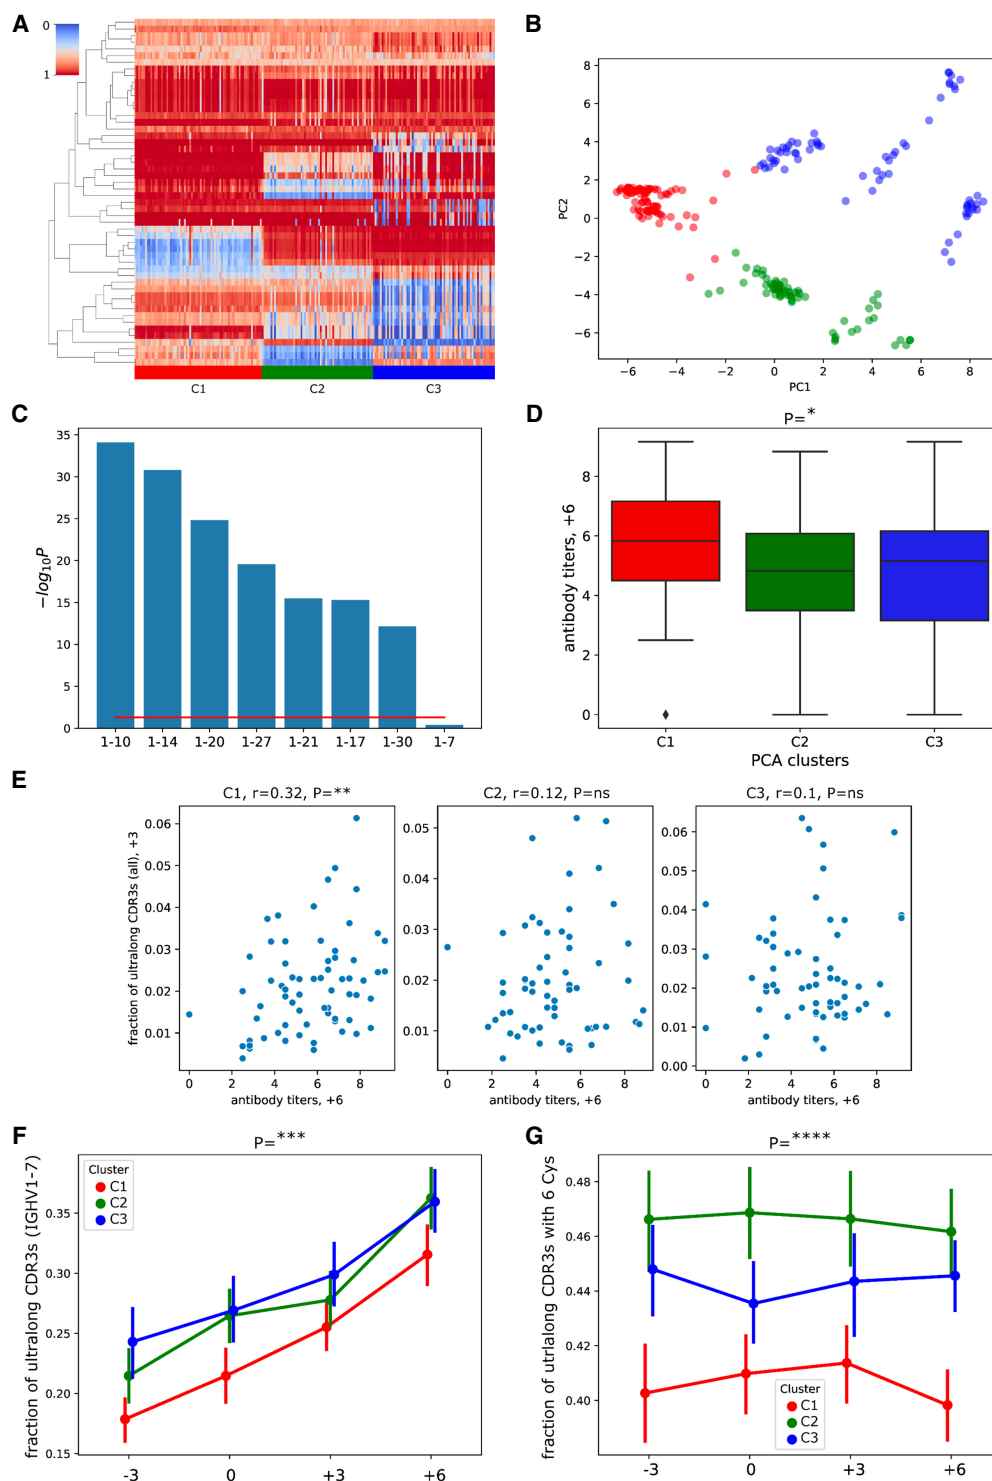 A
0
1
C1 C2 C3
B
8
6
4
2
0
−2
−4
−6
PC2
−6 −4 −2 0 2 4 6 8
PC1
C
35
30
25
20
15
10
5
0
−log₁₀P
1-10 1-14 1-20 1-27 1-21 1-17 1-30 1-7
D
P=*
8
6
4
2
0
antibody titers, +6
C1 C2 C3
PCA clusters
E
C1, r=0.32, P=**
0.06
0.05
0.04
0.03
0.02
0.01
fraction of ultralong CDR3s (all), +3
0 2 4 6 8
antibody titers, +6
C2, r=0.12, P=ns
0.05
0.04
0.03
0.02
0.01
0 2 4 6 8
antibody titers, +6
C3, r=0.1, P=ns
0.06
0.05
0.04
0.03
0.02
0.01
0.00
0 2 4 6 8
antibody titers, +6
F
P=***
Cluster
C1
C2
C3
0.35
0.30
0.25
0.20
0.15
fraction of ultralong CDR3s (IGHV1-7)
-3 0 +3 +6
G
P=****
0.48
0.46
0.44
0.42
0.40
fraction of utrlalong CDR3s with 6 Cys
Cluster
C1
C2
C3
-3 0 +3 +6